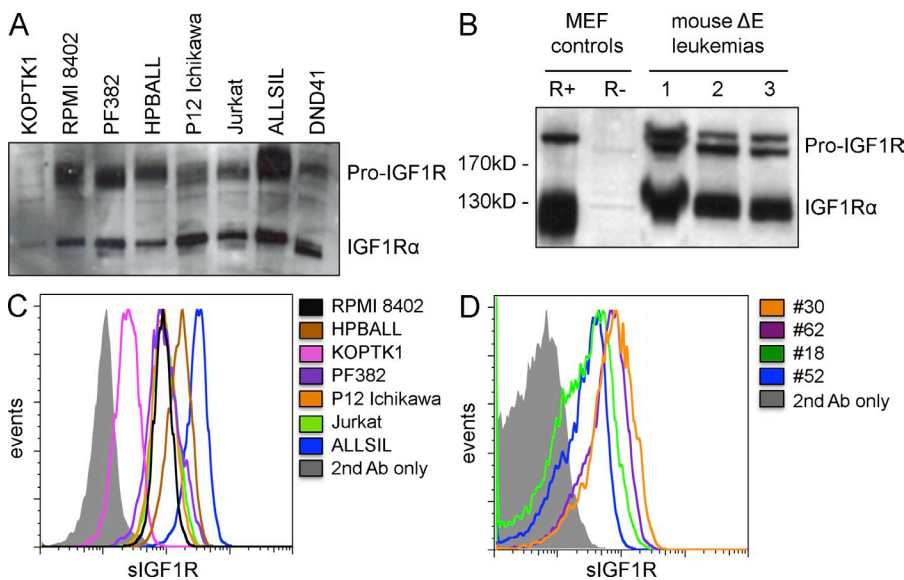 A
KOPTK1
RPMI 8402
PF382
HPBALL
P12 Ichikawa
Jurkat
ALLSIL
DND41
Pro-IGF1R
IGF1Rα
B
MEF controls
mouse ΔE leukemias
R+ R- 1 2 3
170kD -
130kD -
Pro-IGF1R
IGF1Rα
C
events
sIGF1R
RPMI 8402
HPBALL
KOPTK1
PF382
P12 Ichikawa
Jurkat
ALLSIL
2nd Ab only
D
events
sIGF1R
#30
#62
#18
#52
2nd Ab only